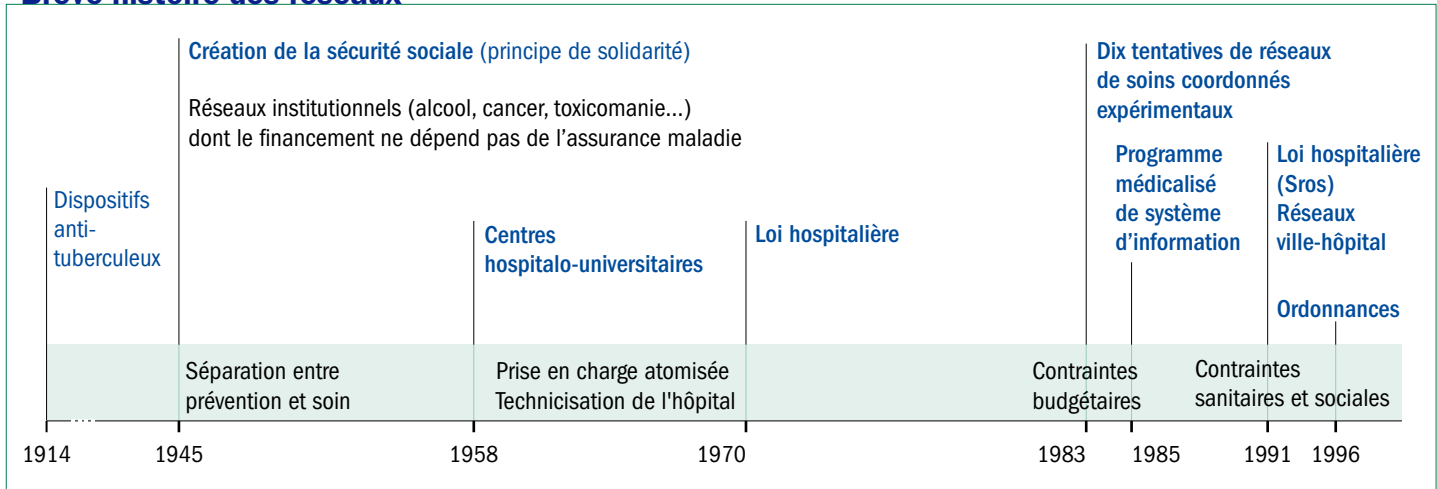 Brève histoire des réseaux
Création de la sécurité sociale (principe de solidarité)
Réseaux institutionnels (alcool, cancer, toxicomanie...)
dont le financement ne dépend pas de l’assurance maladie
Dispositifs
anti-
tuberculeux
Centres
hospitalo-universitaires
Loi hospitalière
Dix tentatives de réseaux
de soins coordonnés
expérimentaux
Programme
médicalisé
de système
d’information
Loi hospitalière
(Sros)
Réseaux
ville-hôpital
Ordonnances
Séparation entre
prévention et soin
Prise en charge atomisée
Technicisation de l'hôpital
Contraintes
budgétaires
Contraintes
sanitaires et sociales
1914
1945
1958
1970
1983
1985
1991
1996